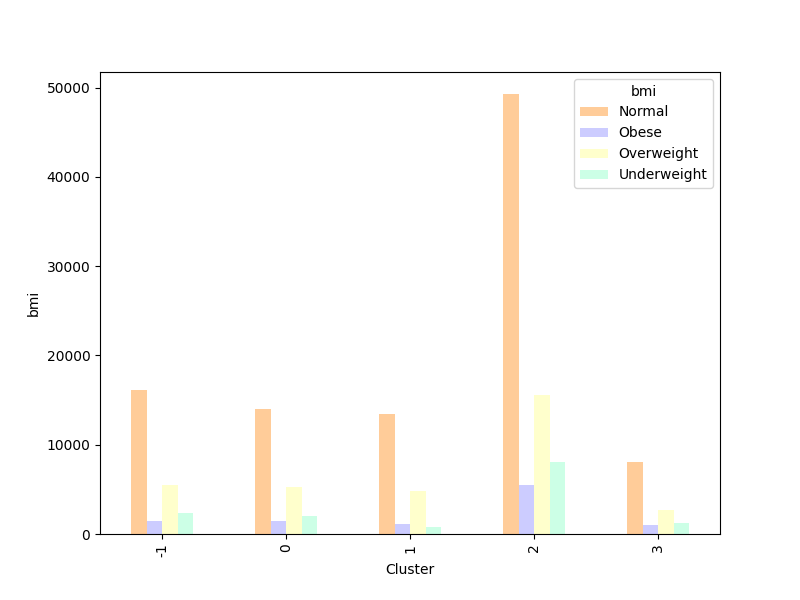 bmi
Normal
Obese
Overweight
Underweight
50000
40000
30000
20000
10000
0
bmi
-1
0
1
2
3
Cluster